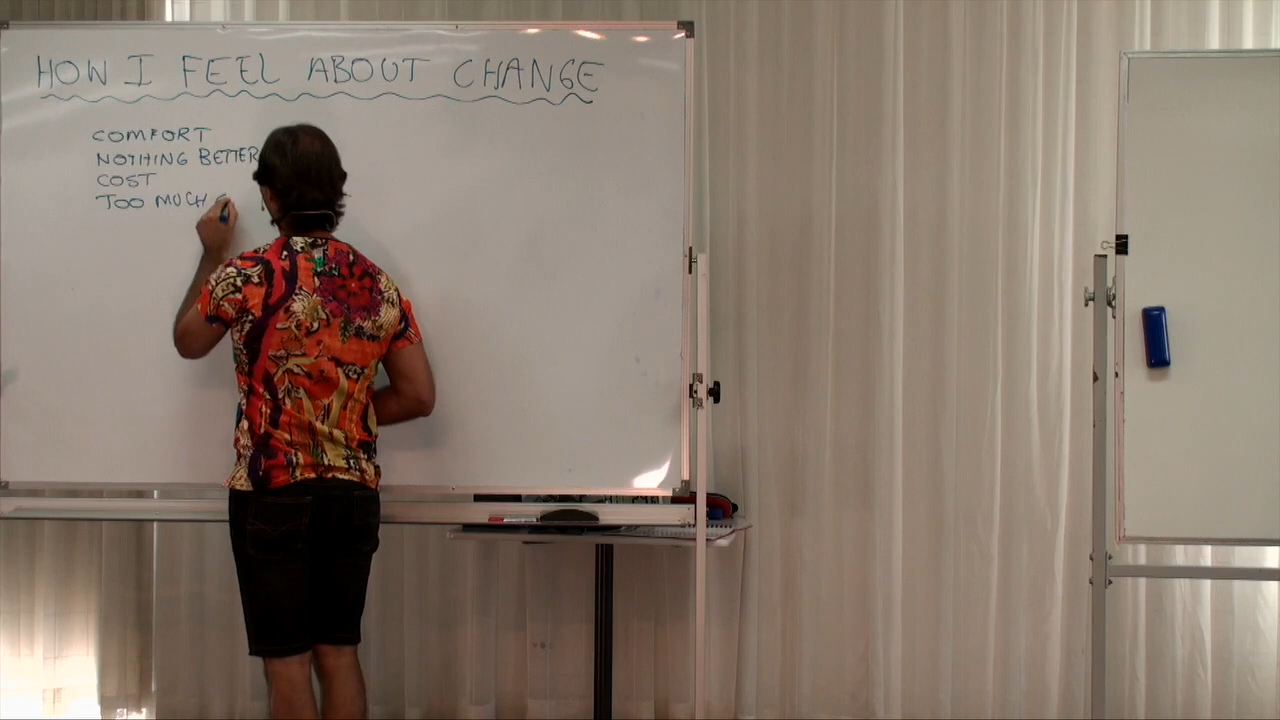 HOW I FEEL ABOUT CHANGE
COMFORT
NOTHING BETTER
COST
TOO MUCH